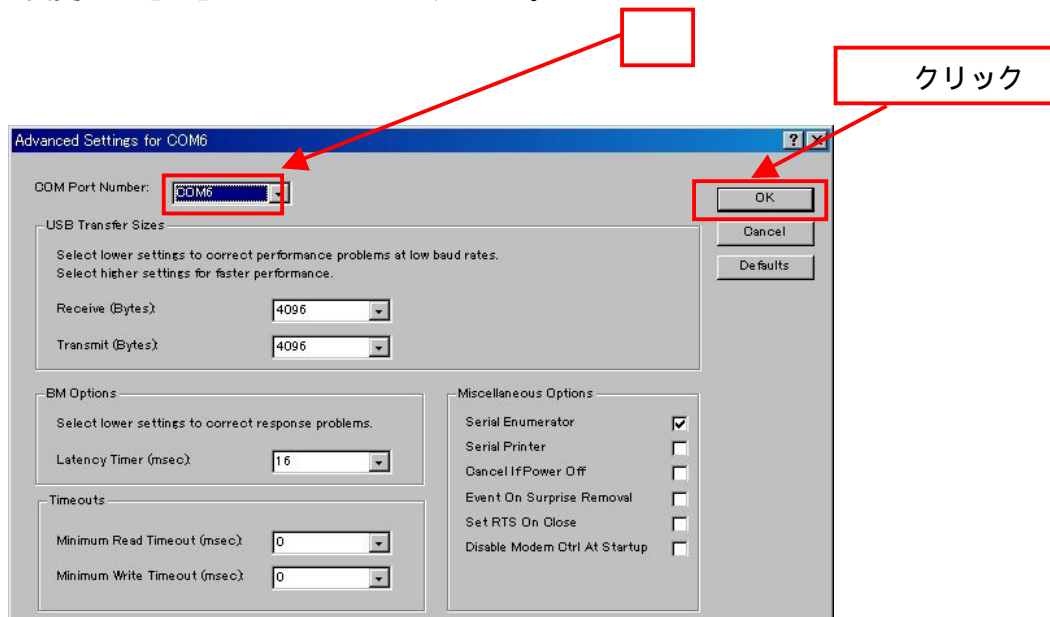 クリック
Advanced Settings for COM6
COM Port Number: COM6
OK
USB Transfer Sizes
Cancel
Select lower settings to correct performance problems at low baud rates.
Select higher settings for faster performance.
Defaults
Receive (Bytes): 4096
Transmit (Bytes): 4096
BM Options
Select lower settings to correct response problems.
Latency Timer (msec): 16
Timeouts
Minimum Read Timeout (msec): 0
Minimum Write Timeout (msec): 0
Miscellaneous Options
Serial Enumerator
Serial Printer
Cancel If Power Off
Event On Surprise Removal
Set RTS On Close
Disable Modem Ctrl At Startup